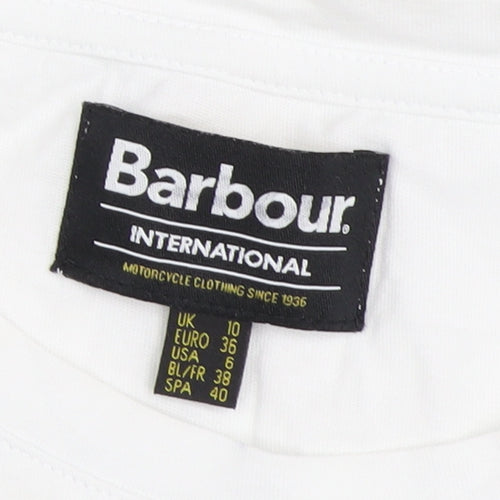 Barbour®
INTERNATIONAL
MOTORCYCLE CLOTHING SINCE 1936
UK 10
EURO 36
USA 6
BL/FR 38
SPA 40